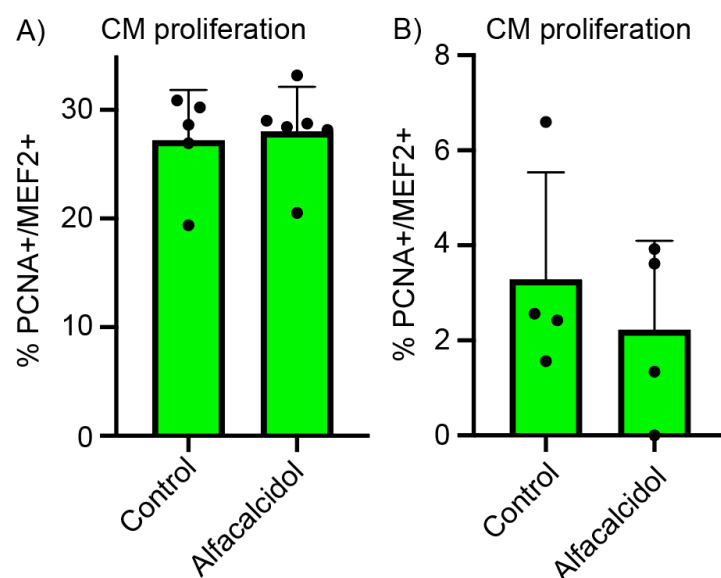 A) CM proliferation
% PCNA+/MEF2+
30
20
10
0
Control
Alfacalcidol
B) CM proliferation
% PCNA+/MEF2+
8
6
4
2
0
Control
Alfacalcidol